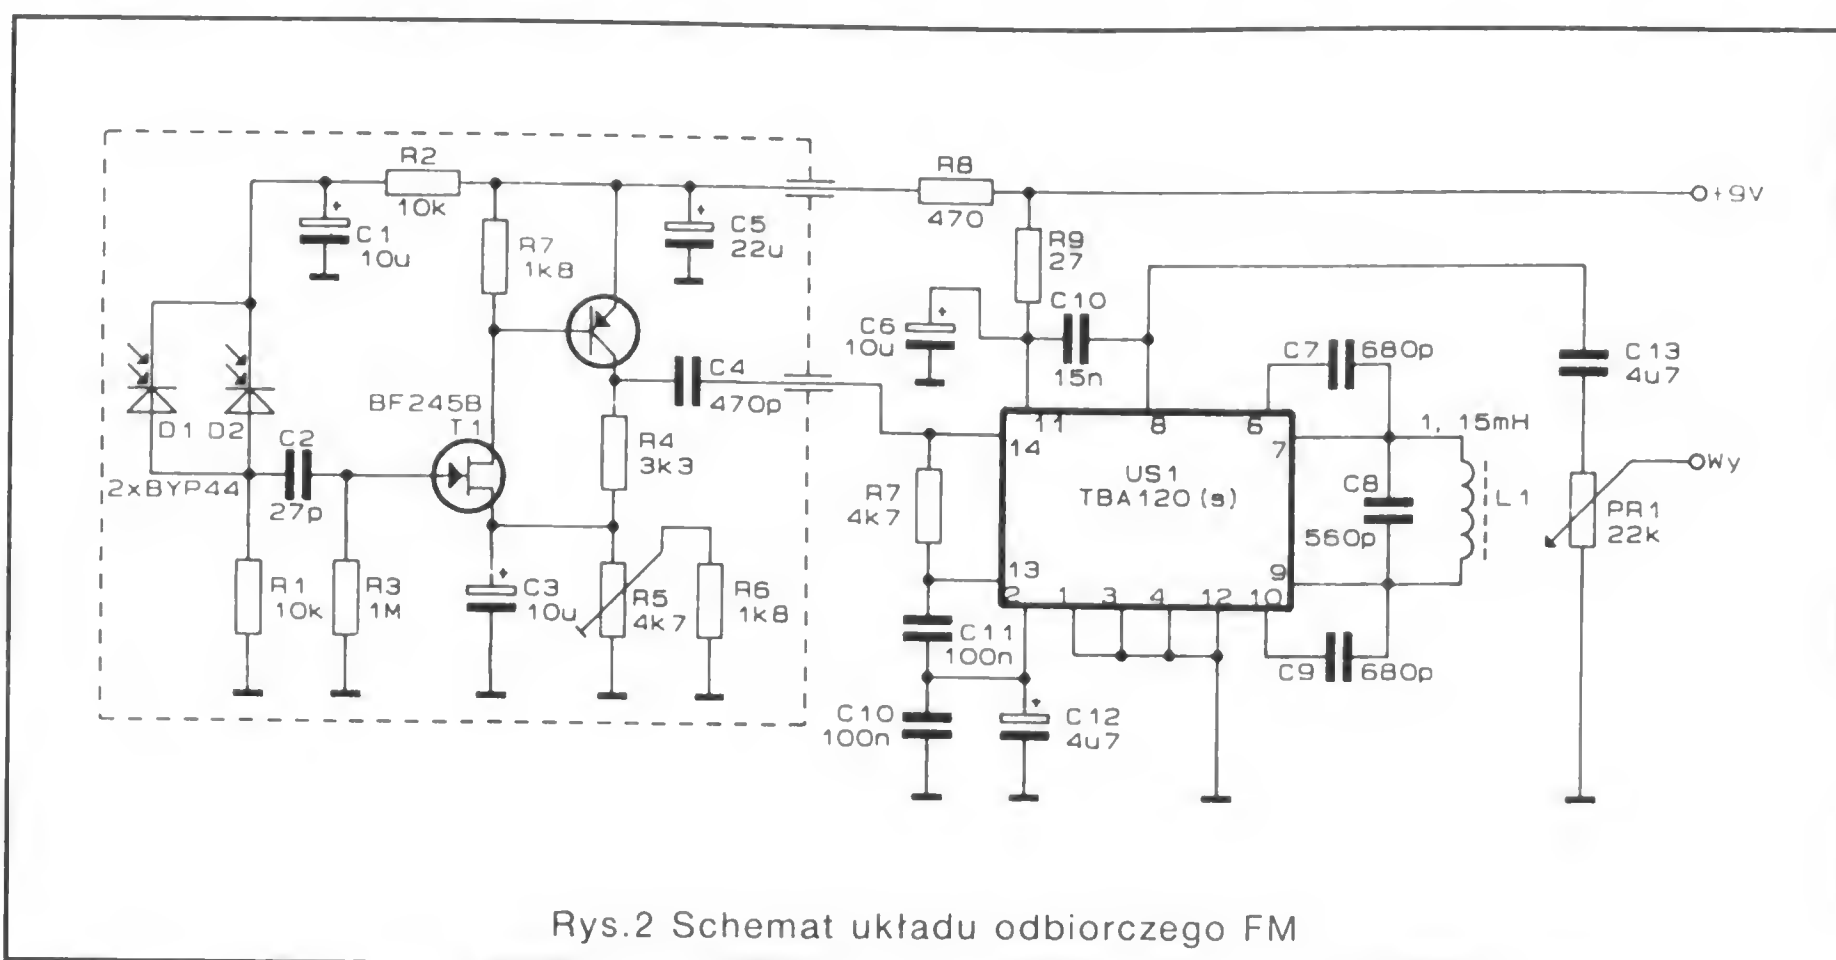 R2
10k
C1
10u
R7
1k8
C5
22u
R8
470
+9V
R9
27
C6
10u
C10
15n
C7
680p
C13
4u7
D1 D2
2xBYP44
C2
27p
BF245B
T1
C4
470p
R4
3k3
R7
4k7
14
11
8
6
7
US1
TBA120(s)
13
2
1
3
4
12
10
9
C8
560p
1,15mH
L1
PR1
22k
Wy
R1
10k
R3
1M
C3
10u
R5
4k7
R6
1k8
C11
100n
C10
100n
C12
4u7
C9
680p
Rys.2 Schemat układu odbiorczego FM